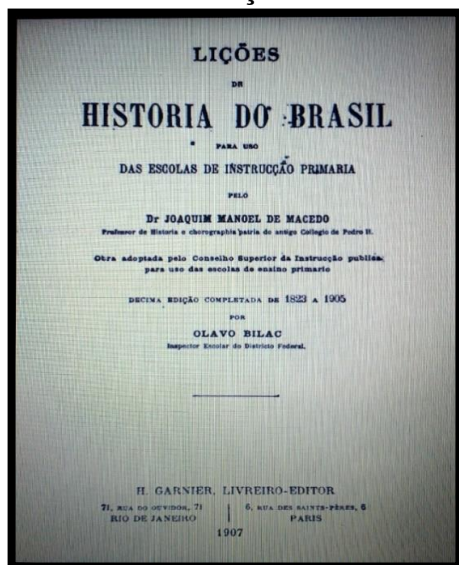 LIÇÕES
DE
HISTORIA DO BRASIL
PARA USO
DAS ESCOLAS DE INSTRUCÇÃO PRIMARIA
PELO
Dr JOAQUIM MANOEL DE MACEDO
Professor de Historia e chorographia patria do antigo Collegio de Pedro II.
Obra adoptada pelo Conselho Superior da Instrucção publica
para uso das escolas de ensino primario
DECIMA EDIÇÃO COMPLETADA DE 1823 A 1905
POR
OLAVO BILAC
Inspector Escolar do Districto Federal.
H. GARNIER, LIVREIRO-EDITOR
71, RUA DO OUVIDOR, 71 6, RUA DES SAINTS-PÈRES, 6
RIO DE JANEIRO PARIS
1907